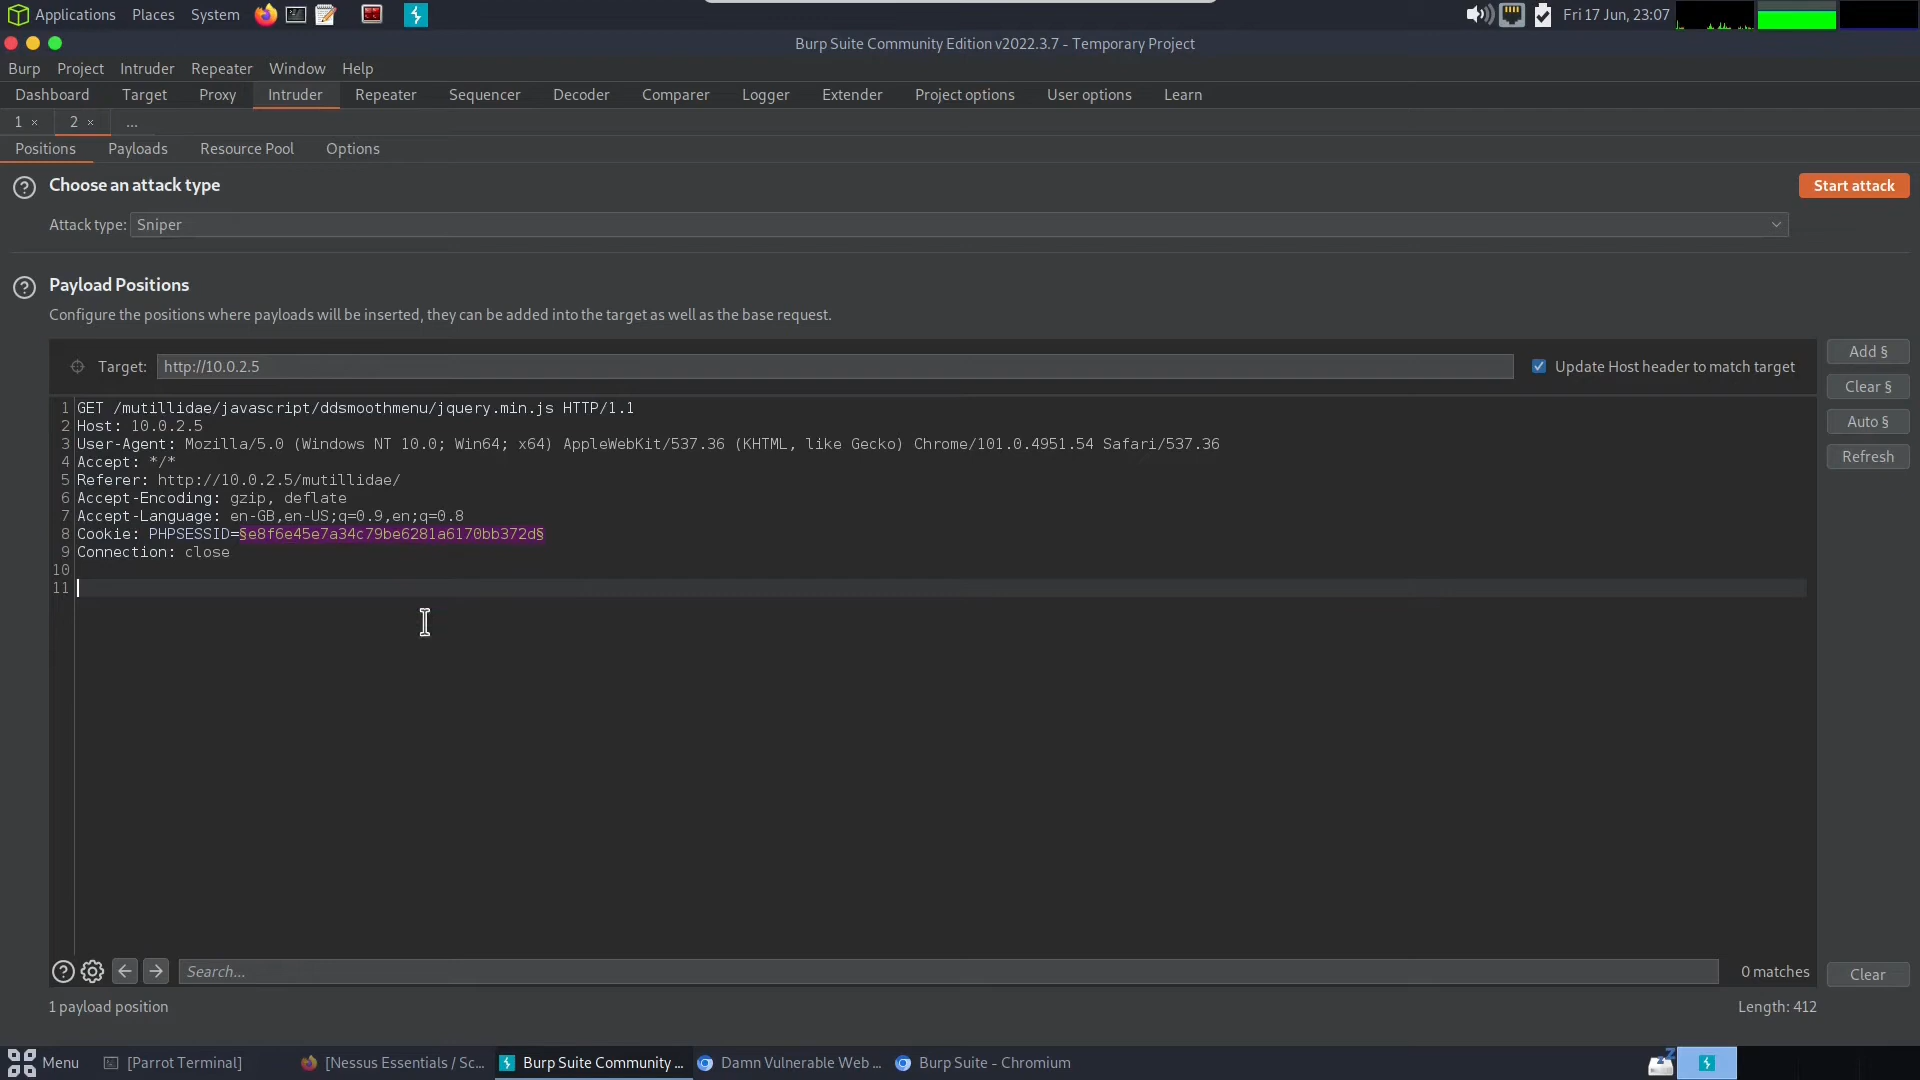 Applications Places System Fri 17 Jun, 23:07
Burp Suite Community Edition v2022.3.7 - Temporary Project
Burp Project Intruder Repeater Window Help
Dashboard Target Proxy Intruder Repeater Sequencer Decoder Comparer Logger Extender Project options User options Learn
1 × 2 × ...
Positions Payloads Resource Pool Options
? Choose an attack type Start attack
Attack type: Sniper
? Payload Positions
Configure the positions where payloads will be inserted, they can be added into the target as well as the base request.
Target: http://10.0.2.5 Update Host header to match target
Add §
Clear §
Auto §
Refresh
1 GET /mutillidae/javascript/ddsmoothmenu/jquery.min.js HTTP/1.1
2 Host: 10.0.2.5
3 User-Agent: Mozilla/5.0 (Windows NT 10.0; Win64; x64) AppleWebKit/537.36 (KHTML, like Gecko) Chrome/101.0.4951.54 Safari/537.36
4 Accept: */*
5 Referer: http://10.0.2.5/mutillidae/
6 Accept-Encoding: gzip, deflate
7 Accept-Language: en-GB,en-US;q=0.9,en;q=0.8
8 Cookie: PHPSESSID=§e8f6e45e7a34c79be6281a6170bb372d§
9 Connection: close
10
11
? Search... 0 matches Clear
1 payload position Length: 412
Menu [Parrot Terminal] [Nessus Essentials / Sc... Burp Suite Community ... Damn Vulnerable Web ... Burp Suite - Chromium